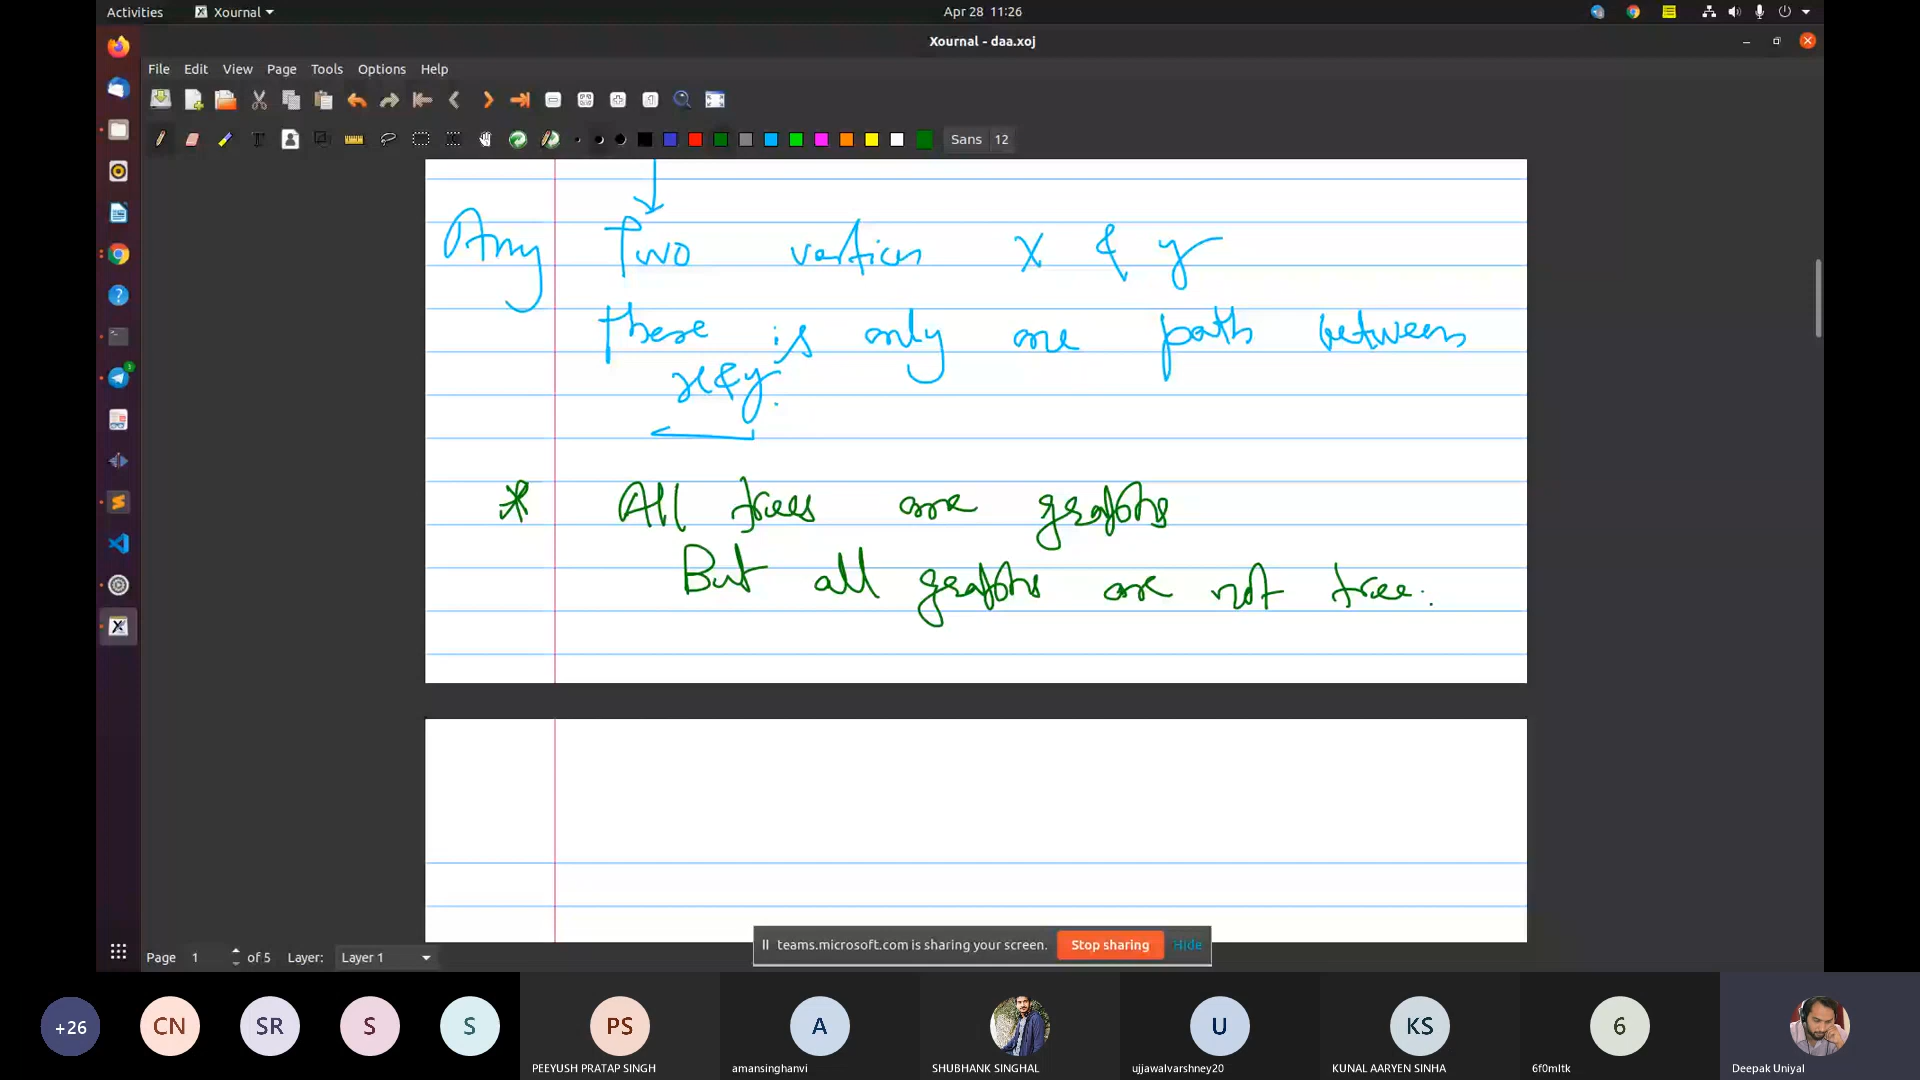 Activities Xournal Apr 28 11:26
Xournal - daa.xoj
File Edit View Page Tools Options Help
Sans 12
Any Two vertices X & y
there is only one path between
x & y.
* All trees are graphs
But all graphs are not tree.
teams.microsoft.com is sharing your screen. Stop sharing Hide
Page 1 of 5 Layer: Layer 1
+26 CN SR S S PS A U KS 6
PEEYUSH PRATAP SINGH amansinghanvi SHUBHANK SINGHAL ujjawalvarshney20 KUNAL AARYEN SINHA 6f0mltk Deepak Uniyal